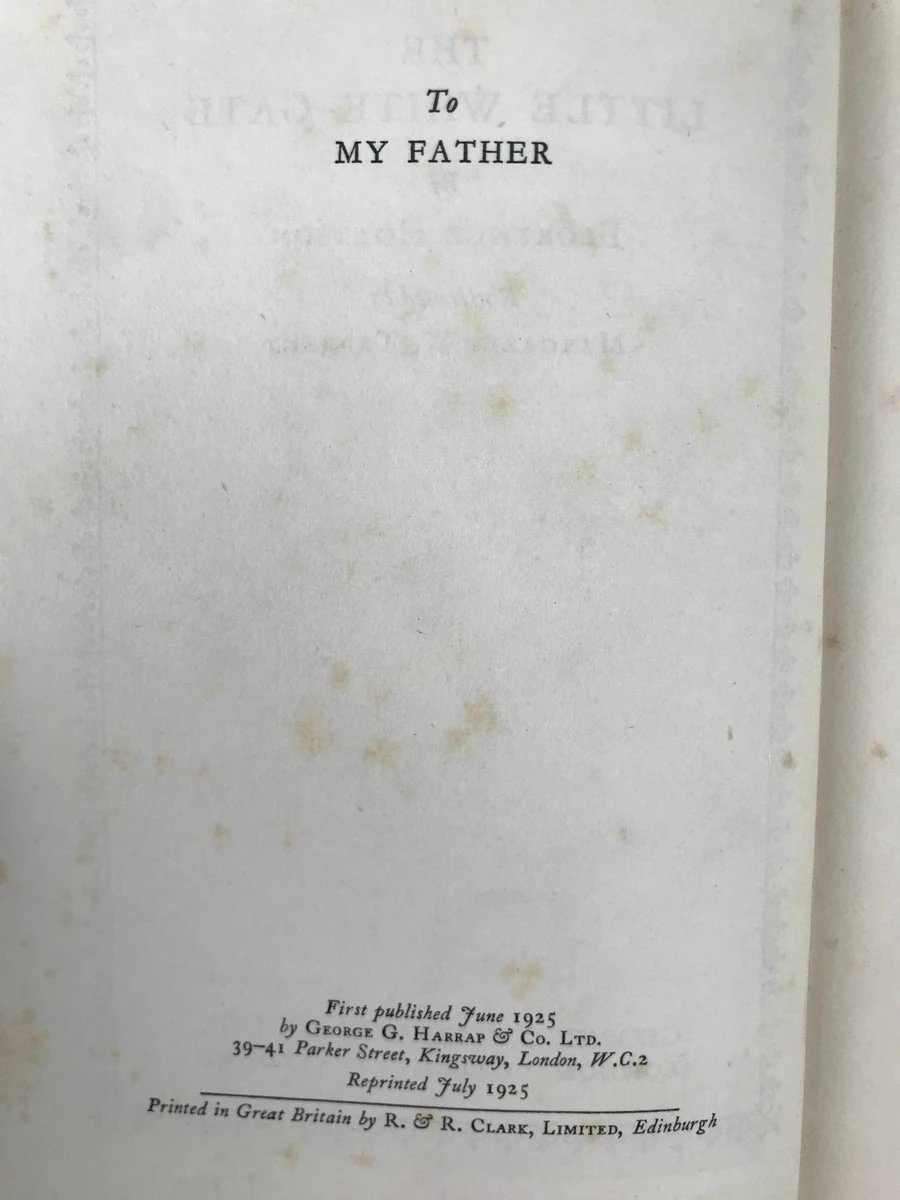 To
MY FATHER
First published June 1925
by GEORGE G. HARRAP & CO. LTD.
39–41 Parker Street, Kingsway, London, W.C.2
Reprinted July 1925
Printed in Great Britain by R. & R. CLARK, LIMITED, Edinburgh